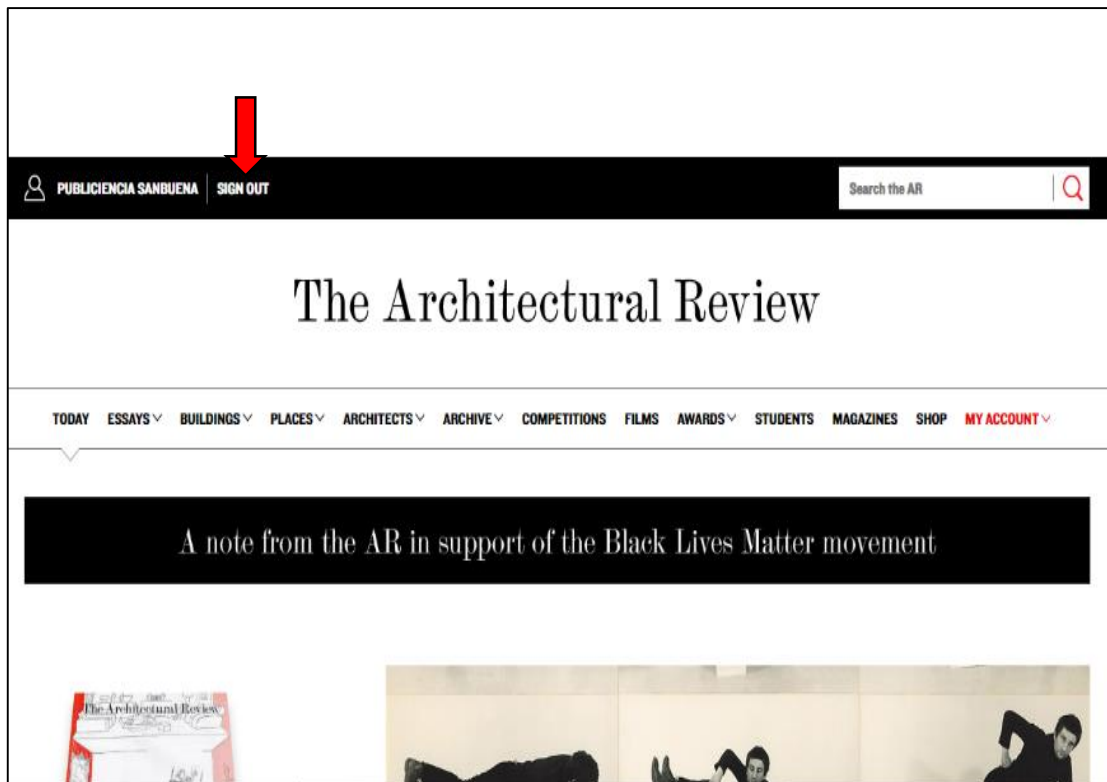 PUBLICIENCIA SANBUENA SIGN OUT Search the AR
The Architectural Review
TODAY ESSAYS BUILDINGS PLACES ARCHITECTS ARCHIVE COMPETITIONS FILMS AWARDS STUDENTS MAGAZINES SHOP MY ACCOUNT
A note from the AR in support of the Black Lives Matter movement
The Architectural Review